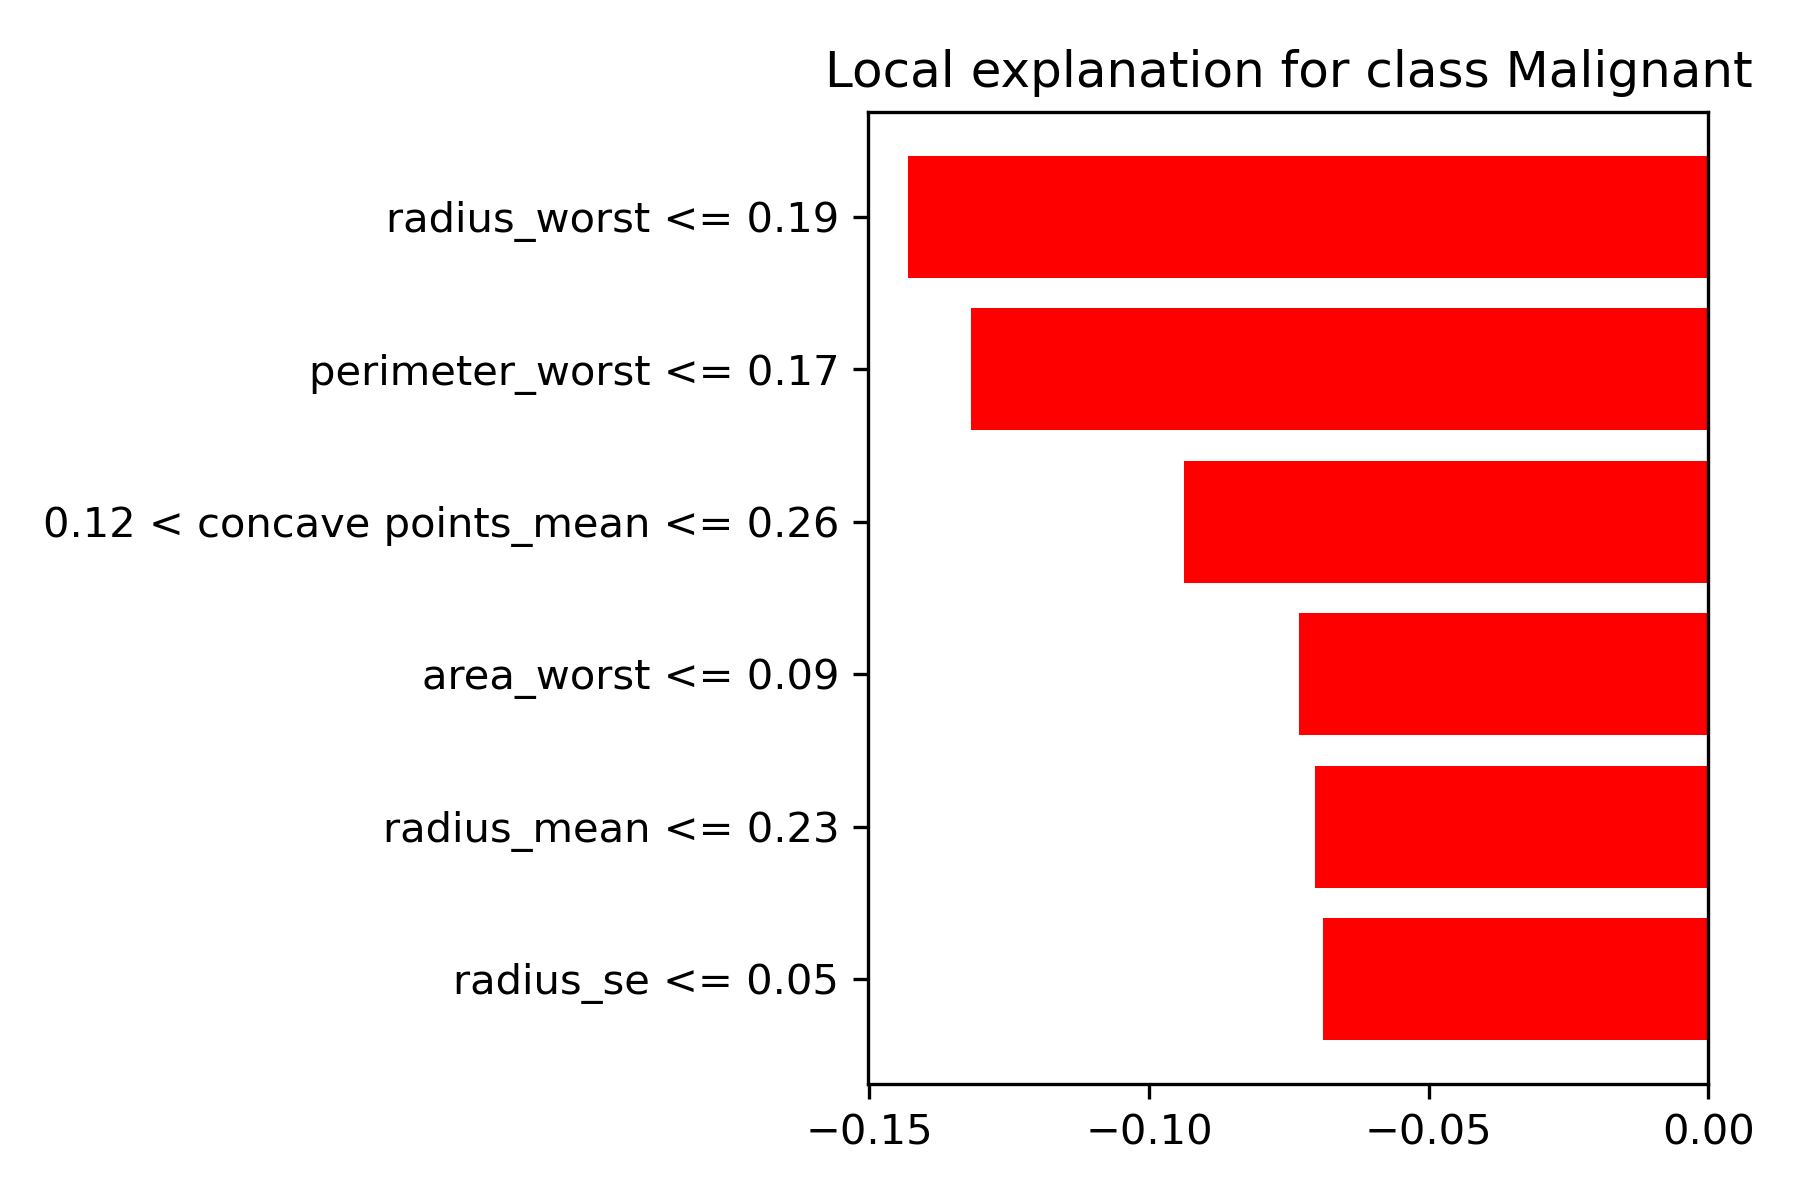 Local explanation for class Malignant
radius_worst <= 0.19
perimeter_worst <= 0.17
0.12 < concave points_mean <= 0.26
area_worst <= 0.09
radius_mean <= 0.23
radius_se <= 0.05
−0.15 −0.10 −0.05 0.00